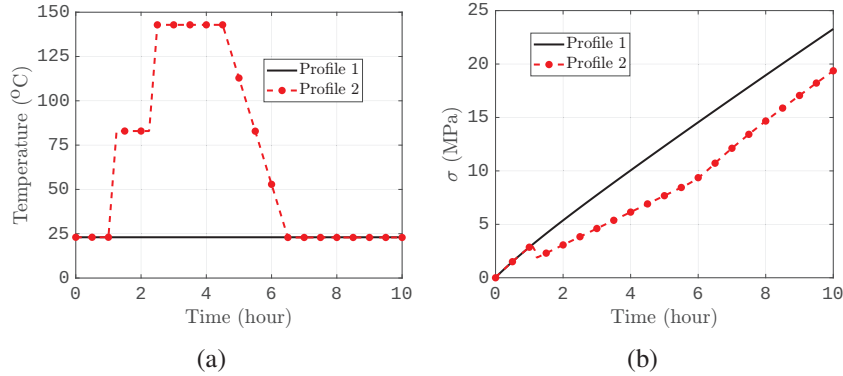 150
125
100
75
50
25
0
Temperature (ºC)
Profile 1
Profile 2
0 2 4 6 8 10
Time (hour)
(a)
25
20
15
10
5
0
σ (MPa)
Profile 1
Profile 2
0 2 4 6 8 10
Time (hour)
(b)